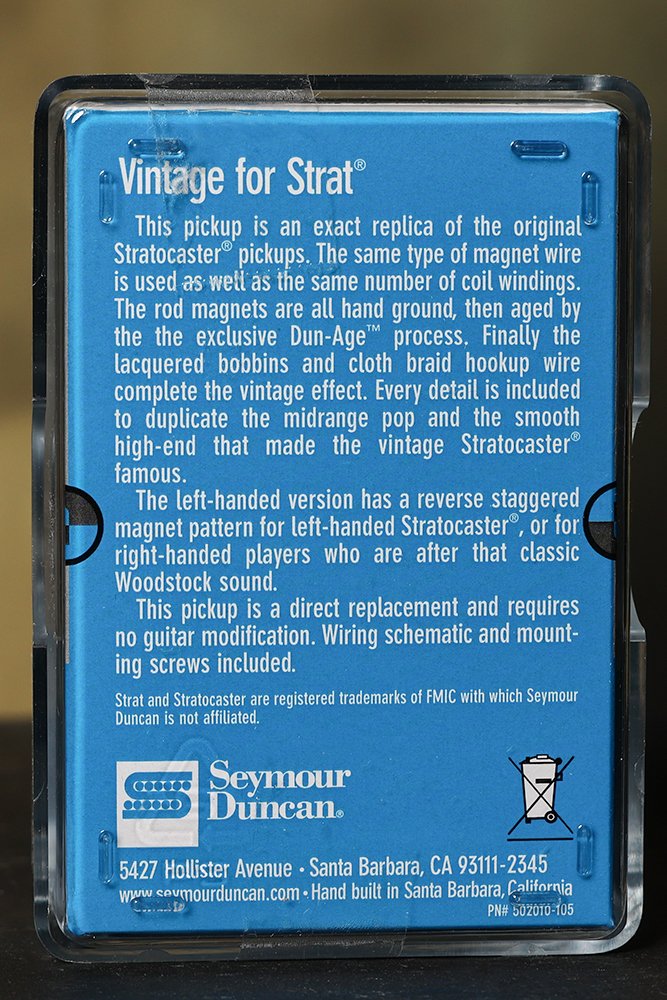 Vintage for Strat®
This pickup is an exact replica of the original
Stratocaster® pickups. The same type of magnet wire
is used as well as the same number of coil windings.
The rod magnets are all hand ground, then aged by
the the exclusive Dun-Age™ process. Finally the
lacquered bobbins and cloth braid hookup wire
complete the vintage effect. Every detail is included
to duplicate the midrange pop and the smooth
high-end that made the vintage Stratocaster®
famous.
The left-handed version has a reverse staggered
magnet pattern for left-handed Stratocaster®, or for
right-handed players who are after that classic
Woodstock sound.
This pickup is a direct replacement and requires
no guitar modification. Wiring schematic and mount-
ing screws included.
Strat and Stratocaster are registered trademarks of FMIC with which Seymour
Duncan is not affiliated.
Seymour
Duncan®
5427 Hollister Avenue • Santa Barbara, CA 93111-2345
www.seymourduncan.com • Hand built in Santa Barbara, California
PN# 502010-105